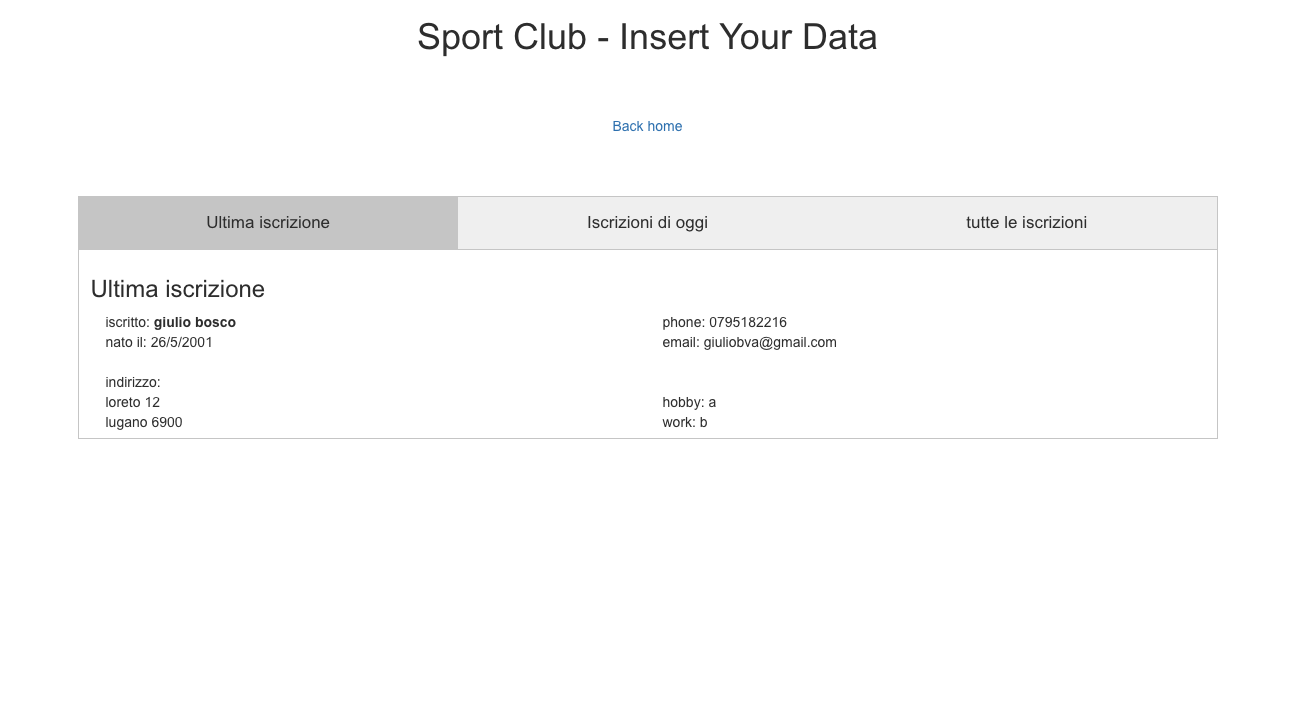 Sport Club - Insert Your Data
Back home
Ultima iscrizione
Iscrizioni di oggi
tutte le iscrizioni
Ultima iscrizione
iscritto: giulio bosco
nato il: 26/5/2001
phone: 0795182216
email: giuliobva@gmail.com
indirizzo:
loreto 12
lugano 6900
hobby: a
work: b